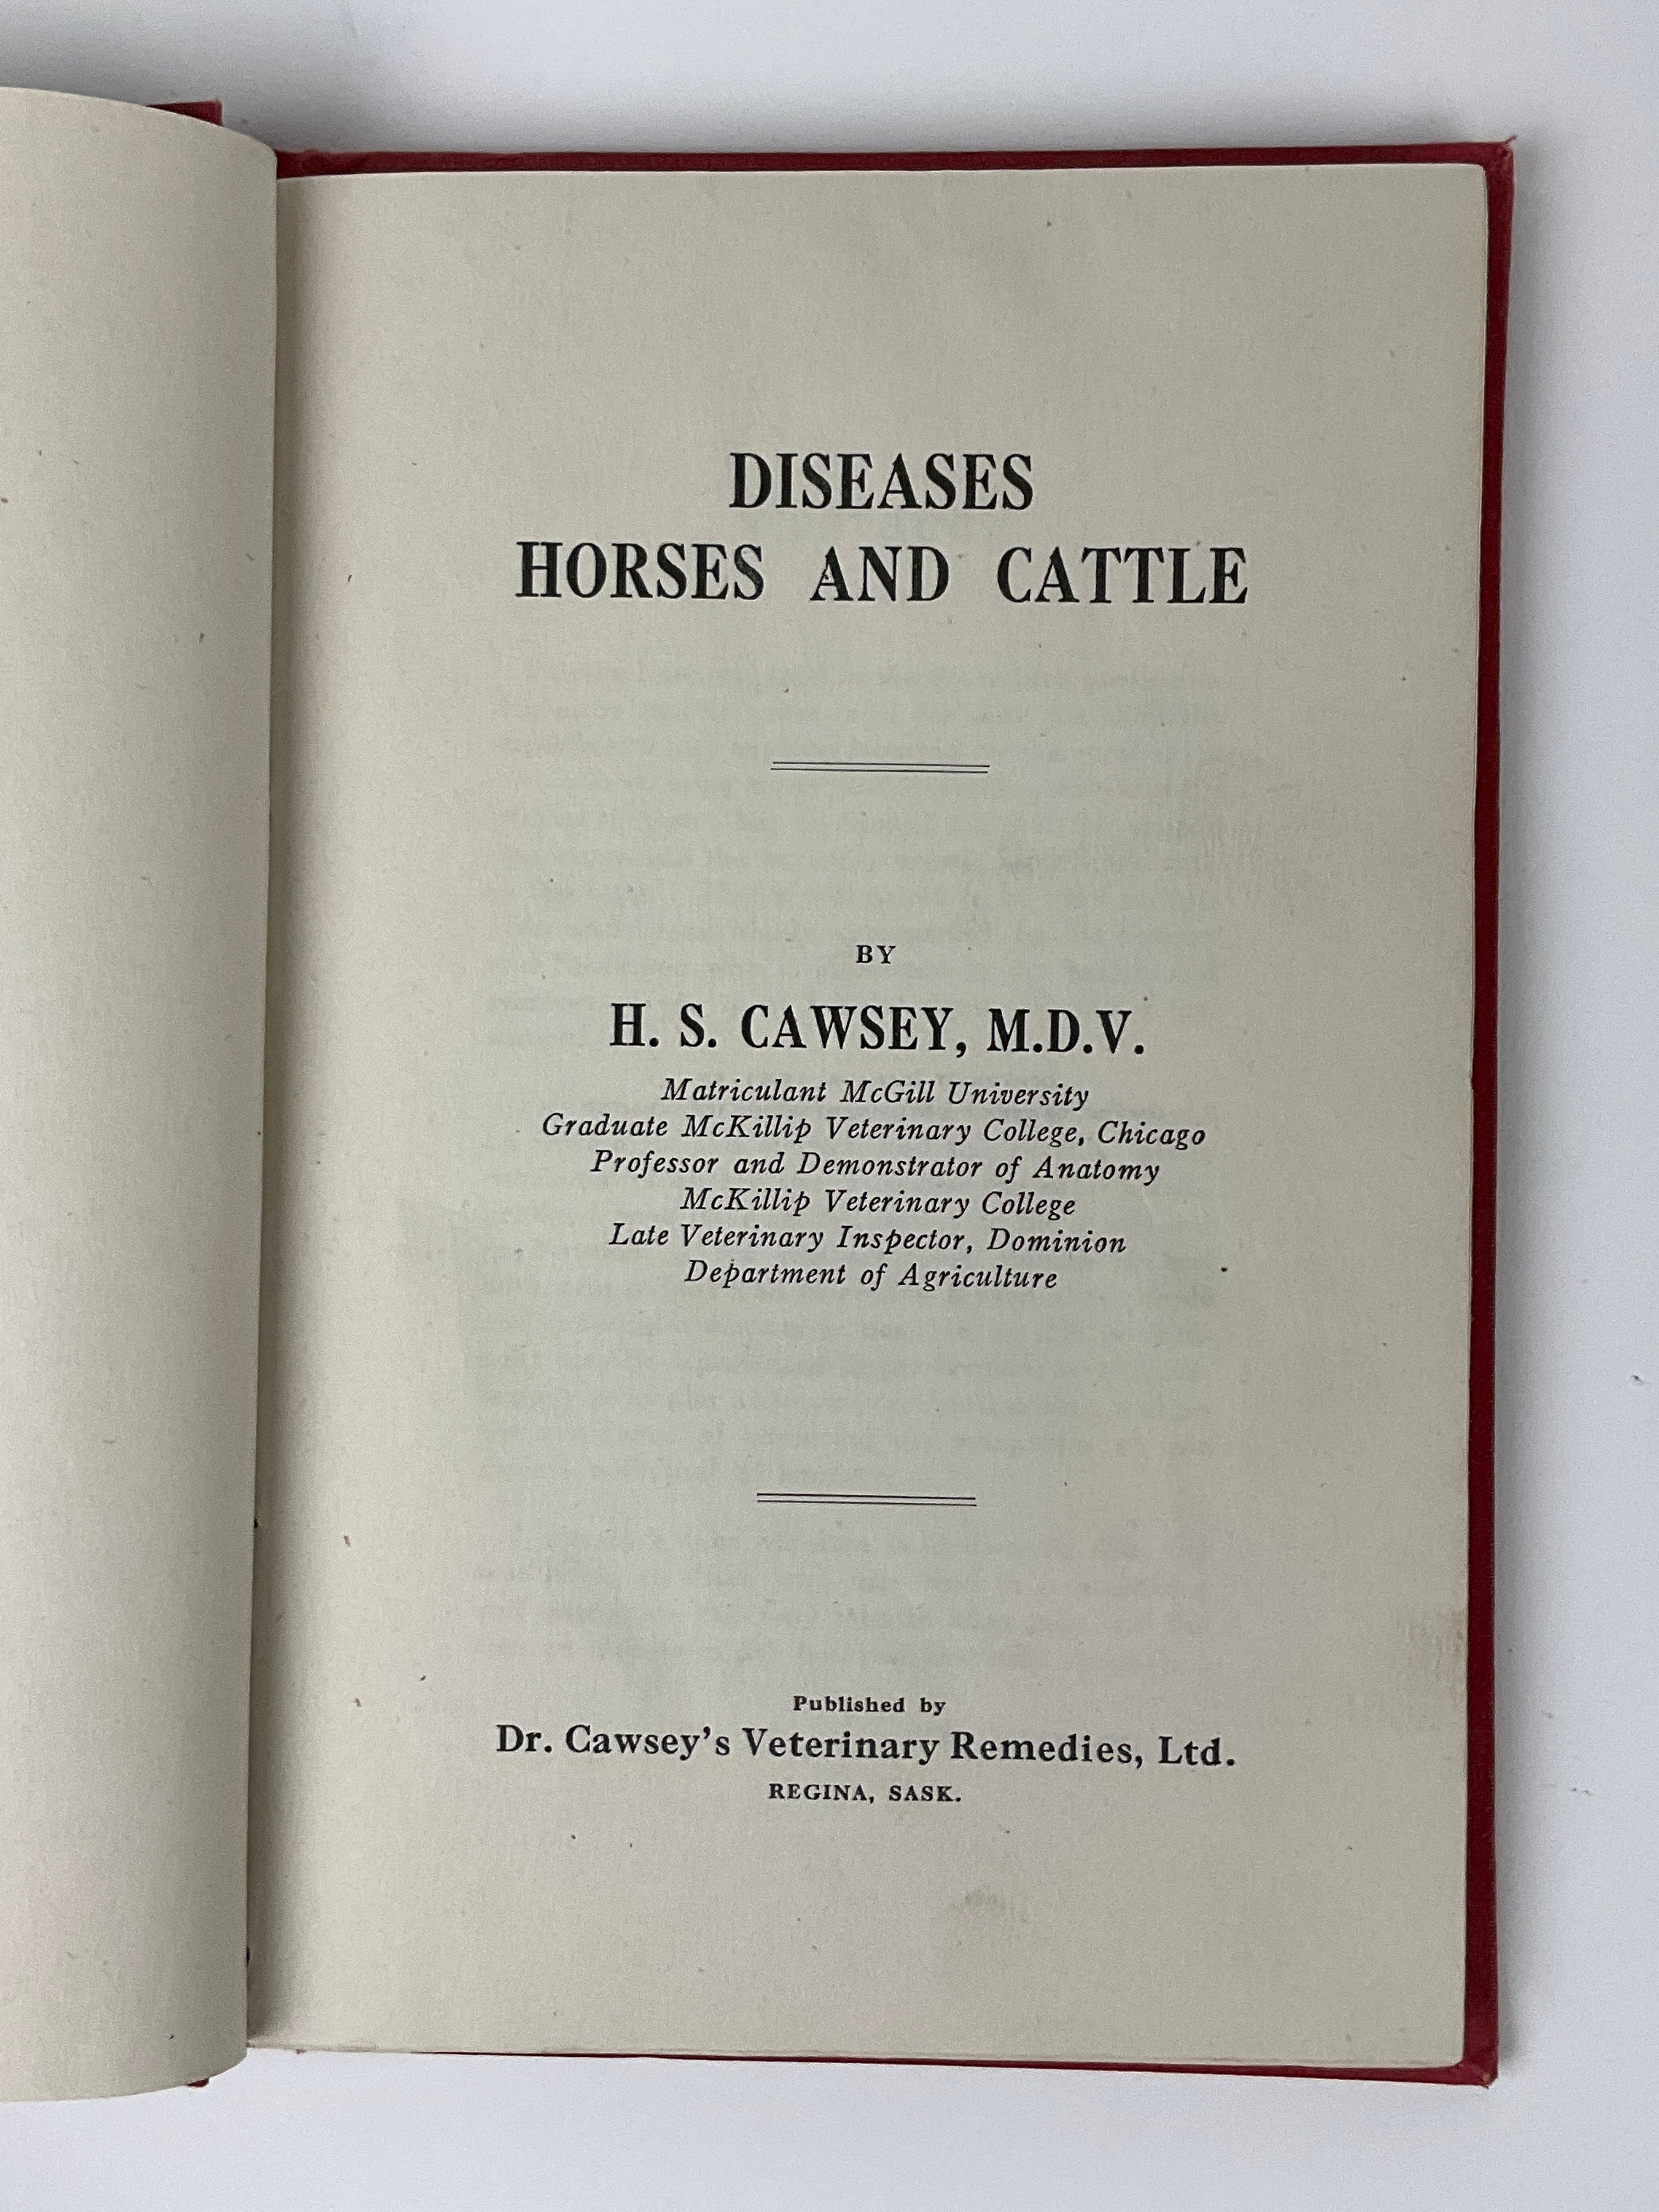 DISEASES
HORSES AND CATTLE
BY
H. S. CAWSEY, M.D.V.
Matriculant McGill University
Graduate McKillip Veterinary College, Chicago
Professor and Demonstrator of Anatomy
McKillip Veterinary College
Late Veterinary Inspector, Dominion
Department of Agriculture
Published by
Dr. Cawsey's Veterinary Remedies, Ltd.
REGINA, SASK.